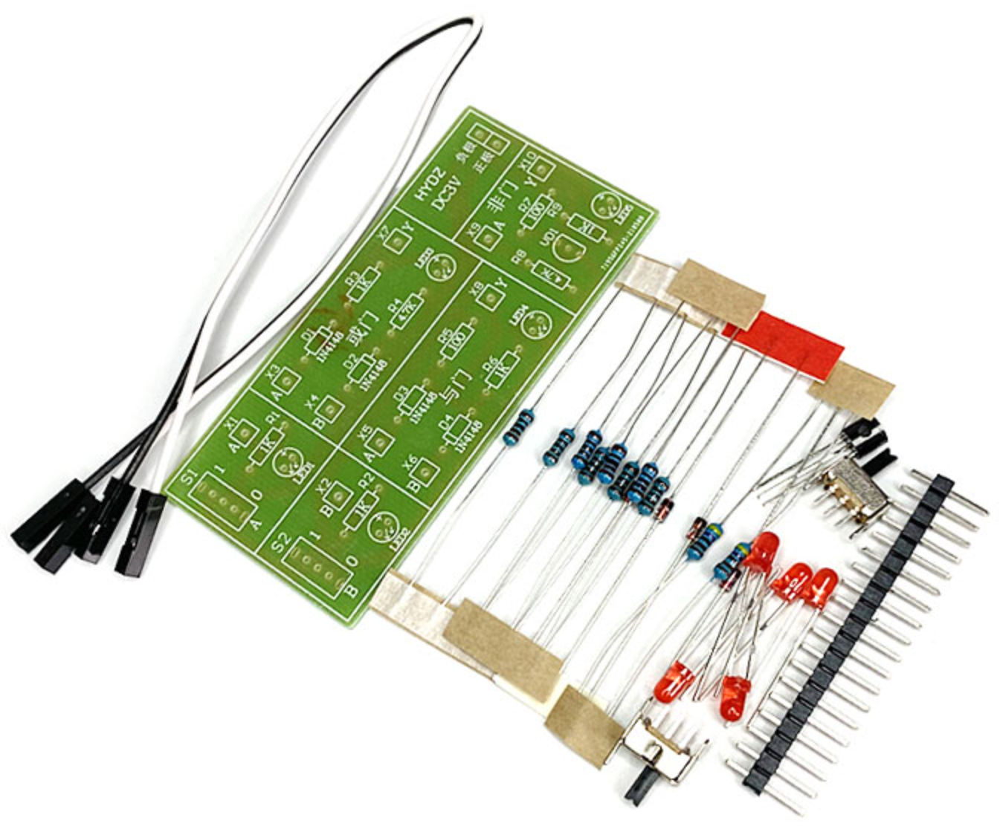 负极
正极
HYDZ
DC3V
X10
Y
非门
R7
100
R9
1K
LED5
X9
A
VD1
R8
4.7K
X7
Y
LED3
R3
1K
R4
4.7K
或门
D1
1N4148
D2
1N4148
X3
A
X4
B
X8
Y
LED4
R5
100
R6
1K
与门
D3
1N4148
D4
1N4148
X5
A
X6
B
X1
A
R1
1K
LED1
S1
1
0
A
X2
B
R2
1K
LED2
S2
1
0
B